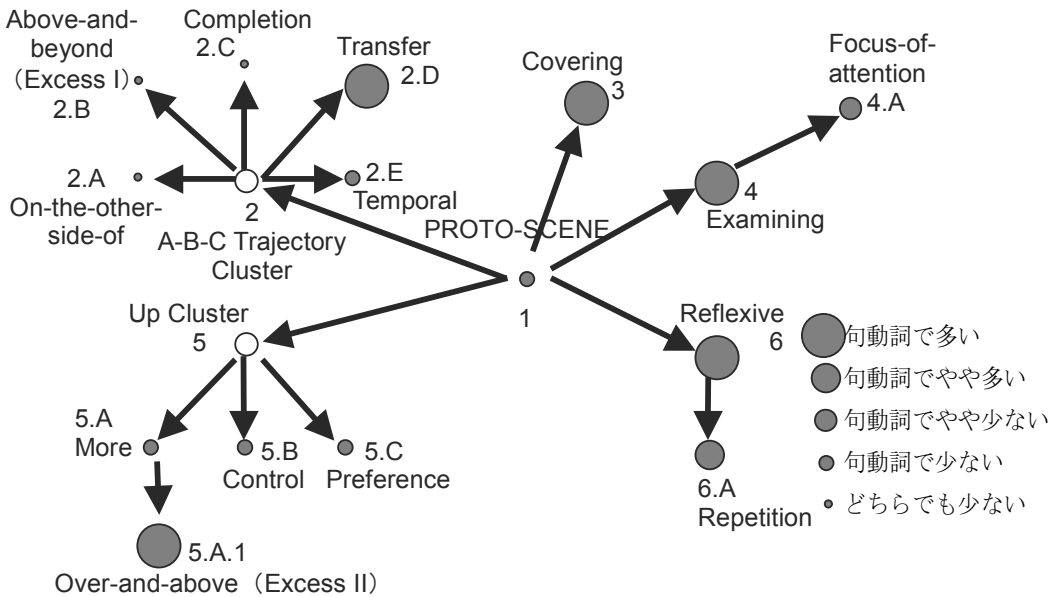 Above-and-
beyond
（Excess I）
2.B
Completion
2.C
Transfer
2.D
2.A
On-the-other-
side-of
2.E
Temporal
2
A-B-C Trajectory
Cluster
Covering
3
Focus-of-
attention
4.A
4
Examining
PROTO-SCENE
1
Up Cluster
5
5.A
More
5.B
Control
5.C
Preference
5.A.1
Over-and-above（Excess II）
Reflexive
6
6.A
Repetition
句動詞で多い
句動詞でやや多い
句動詞でやや少ない
句動詞で少ない
どちらでも少ない